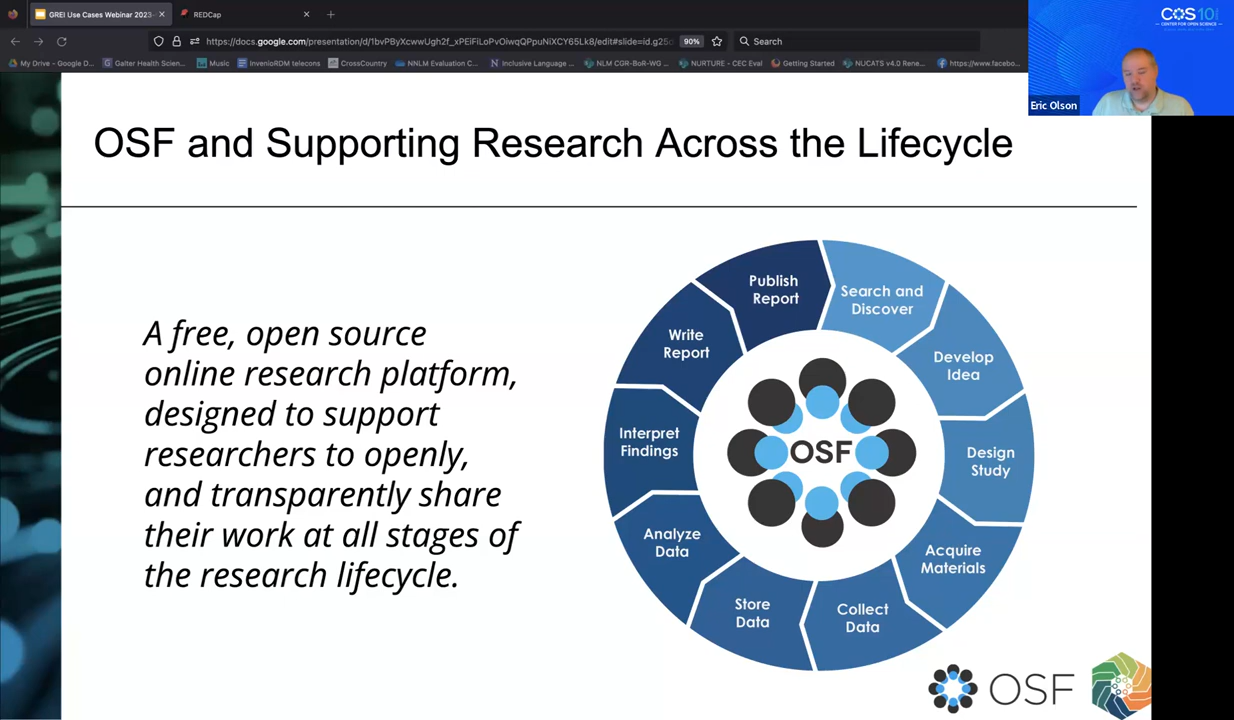 GREI Use Cases Webinar 2023
REDCap
https://docs.google.com/presentation/d/1bvPByXcwwUgh2f_xPEiFiLoPvOiwqQPpuNiXCY65Lk8/edit#slide=id.g25c
90%
Search
My Drive – Google D...
Galter Health Scien...
Music
InvenioRDM telecons
CrossCountry
NNLM Evaluation C...
Inclusive Language ...
NLM CGR-BoR-WG ...
NURTURE - CEC Eval
Getting Started
NUCATS v4.0 Rene...
https://www.facebo...
COS 10
CENTER FOR OPEN SCIENCE
Eric Olson
OSF and Supporting Research Across the Lifecycle
A free, open source
online research platform,
designed to support
researchers to openly,
and transparently share
their work at all stages of
the research lifecycle.
Search and
Discover
Develop
Idea
Design
Study
Acquire
Materials
Collect
Data
Store
Data
Analyze
Data
Interpret
Findings
Write
Report
Publish
Report
OSF
OSF